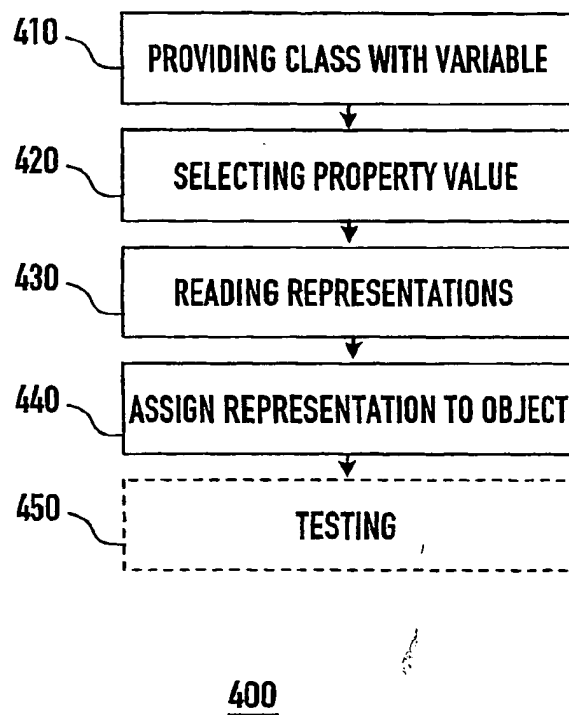 410 PROVIDING CLASS WITH VARIABLE
420 SELECTING PROPERTY VALUE
430 READING REPRESENTATIONS
440 ASSIGN REPRESENTATION TO OBJECT
450 TESTING
400